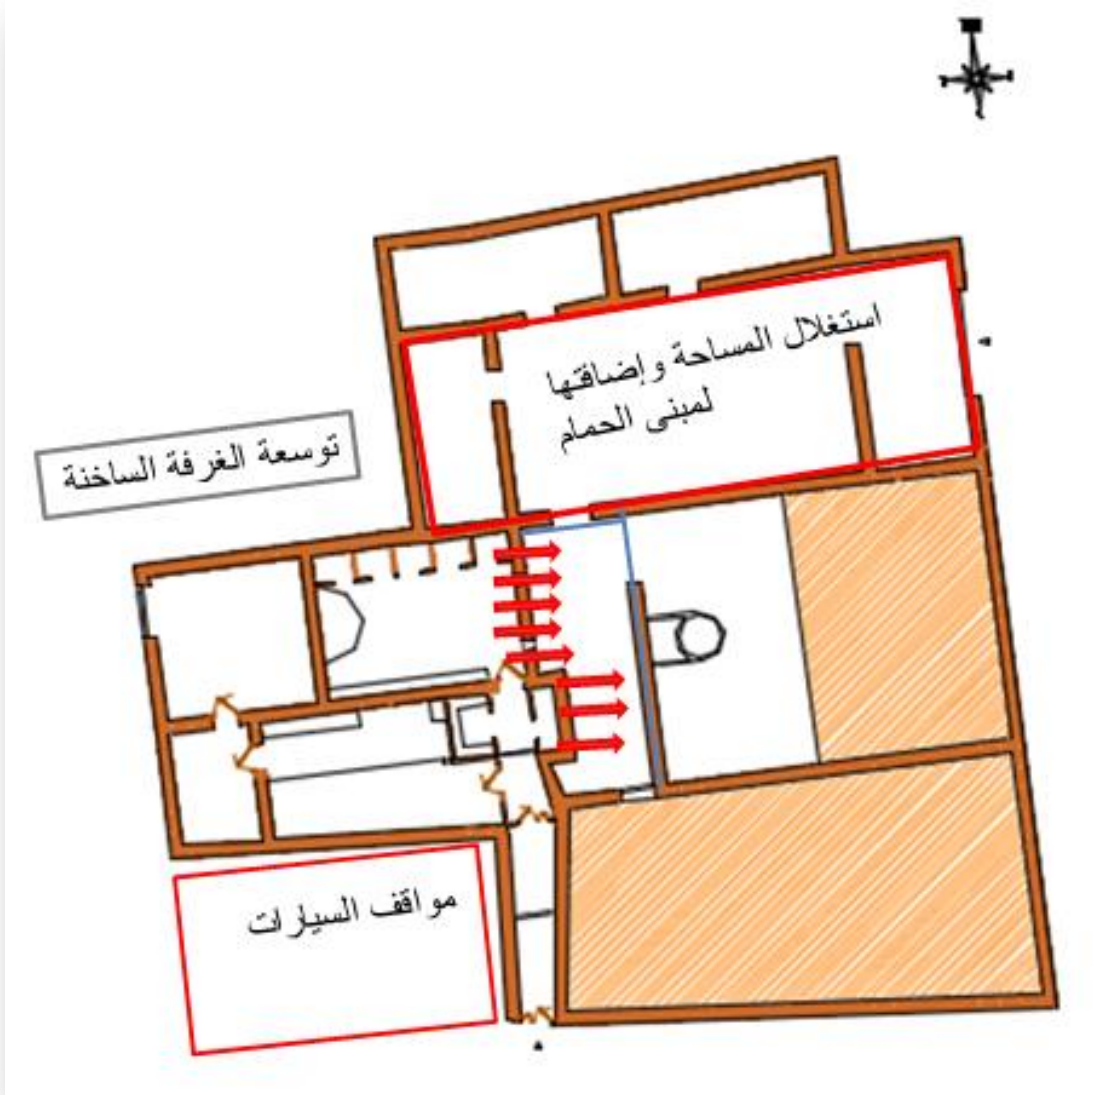 استغلال المساحة وإضافتها
لمبنى الحمام
توسعة الغرفة الساخنة
مواقف السيارات